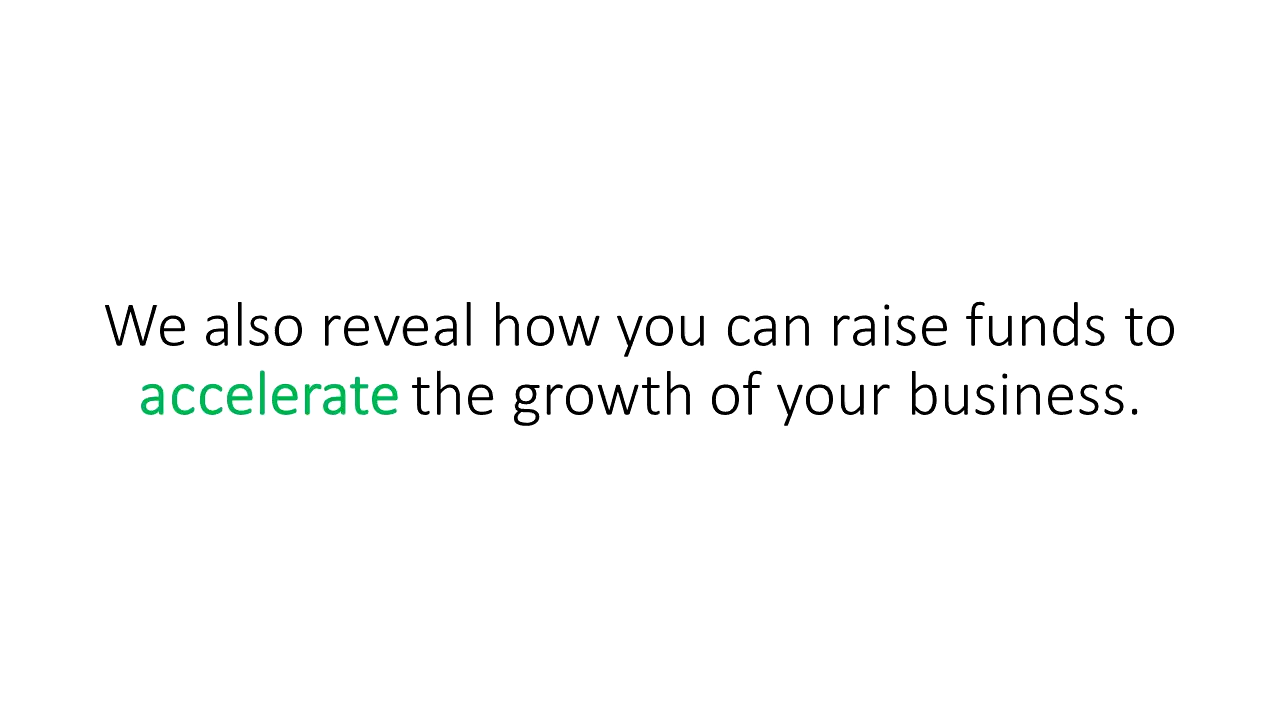 We also reveal how you can raise funds to
accelerate the growth of your business.